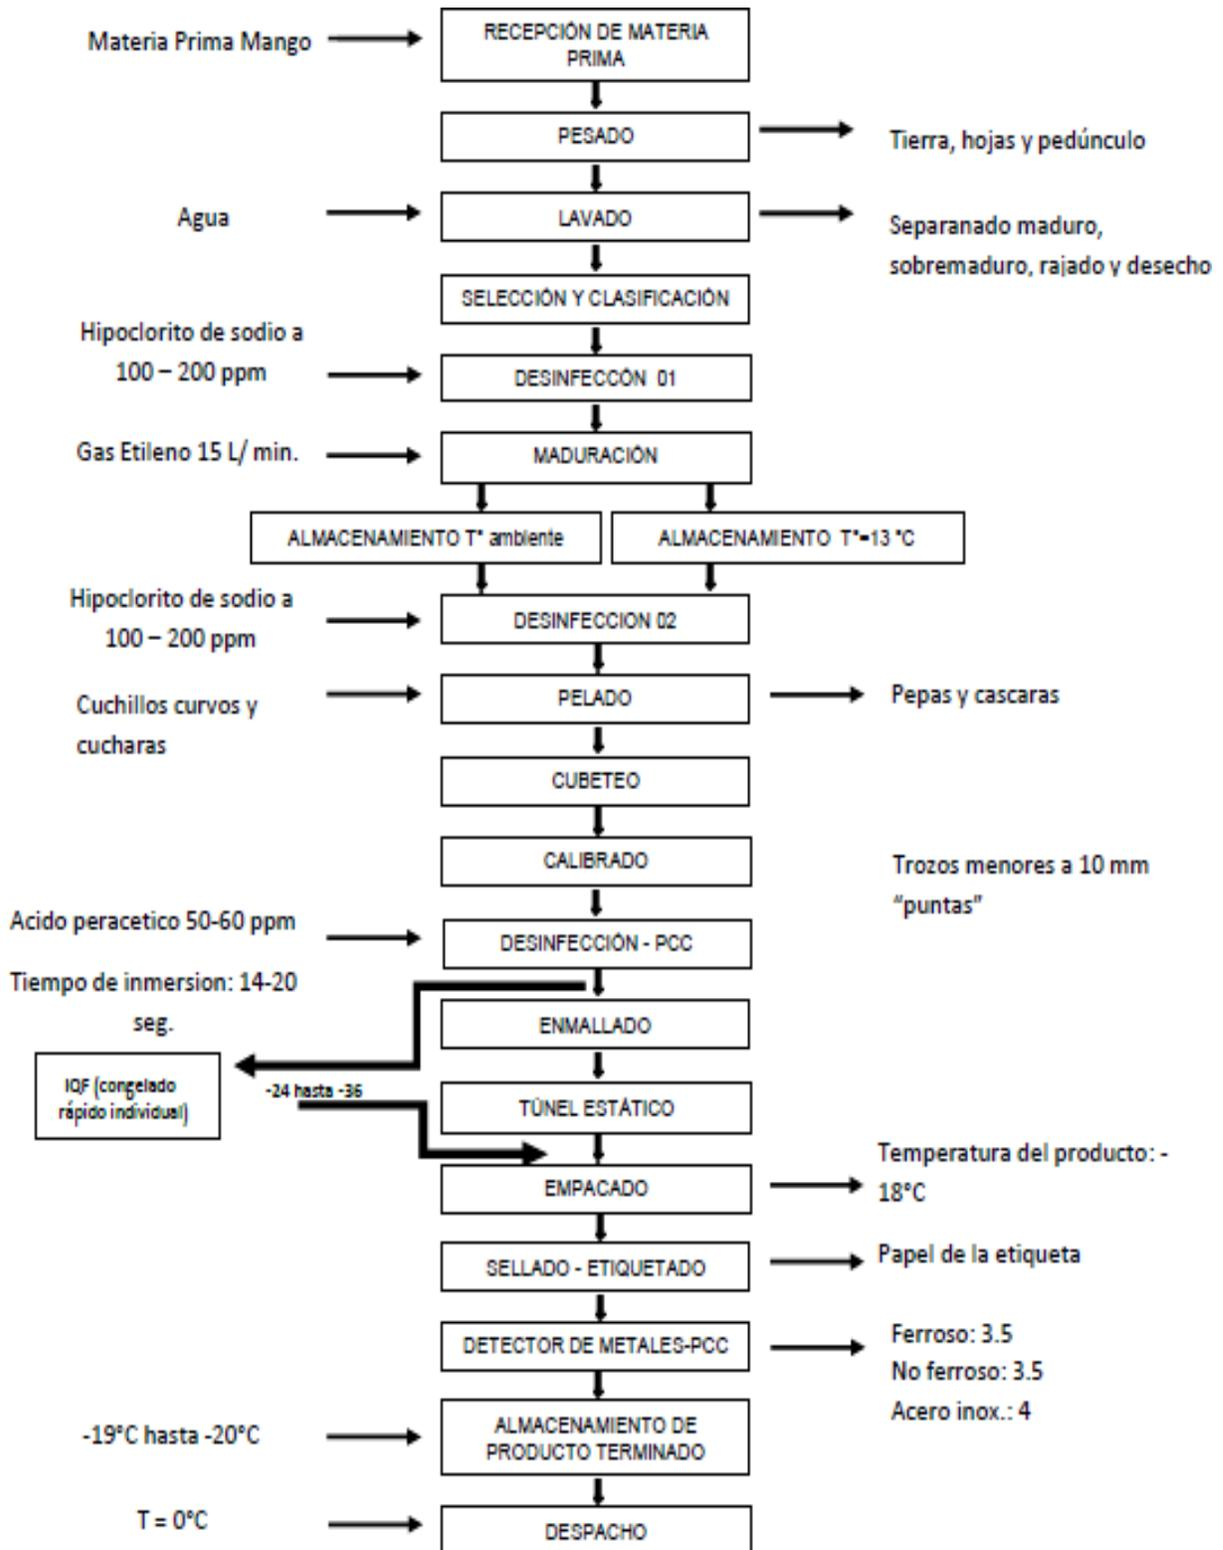 Materia Prima Mango
RECEPCIÓN DE MATERIA
PRIMA
PESADO
Tierra, hojas y pedúnculo
Agua
LAVADO
Separanado maduro,
sobremaduro, rajado y desecho
SELECCIÓN Y CLASIFICACIÓN
Hipoclorito de sodio a
100 – 200 ppm
DESINFECCÓN 01
Gas Etileno 15 L/ min.
MADURACIÓN
ALMACENAMIENTO T° ambiente
ALMACENAMIENTO T°=13 °C
Hipoclorito de sodio a
100 – 200 ppm
DESINFECCION 02
Cuchillos curvos y
cucharas
PELADO
Pepas y cascaras
CUBETEO
CALIBRADO
Trozos menores a 10 mm
“puntas”
Acido peracetico 50-60 ppm
DESINFECCIÓN - PCC
Tiempo de inmersion: 14-20
seg.
ENMALLADO
IQF (congelado
rápido individual)
-24 hasta -36
TÚNEL ESTÁTICO
EMPACADO
Temperatura del producto: -
18°C
SELLADO - ETIQUETADO
Papel de la etiqueta
DETECTOR DE METALES-PCC
Ferroso: 3.5
No ferroso: 3.5
Acero inox.: 4
-19°C hasta -20°C
ALMACENAMIENTO DE
PRODUCTO TERMINADO
T = 0°C
DESPACHO